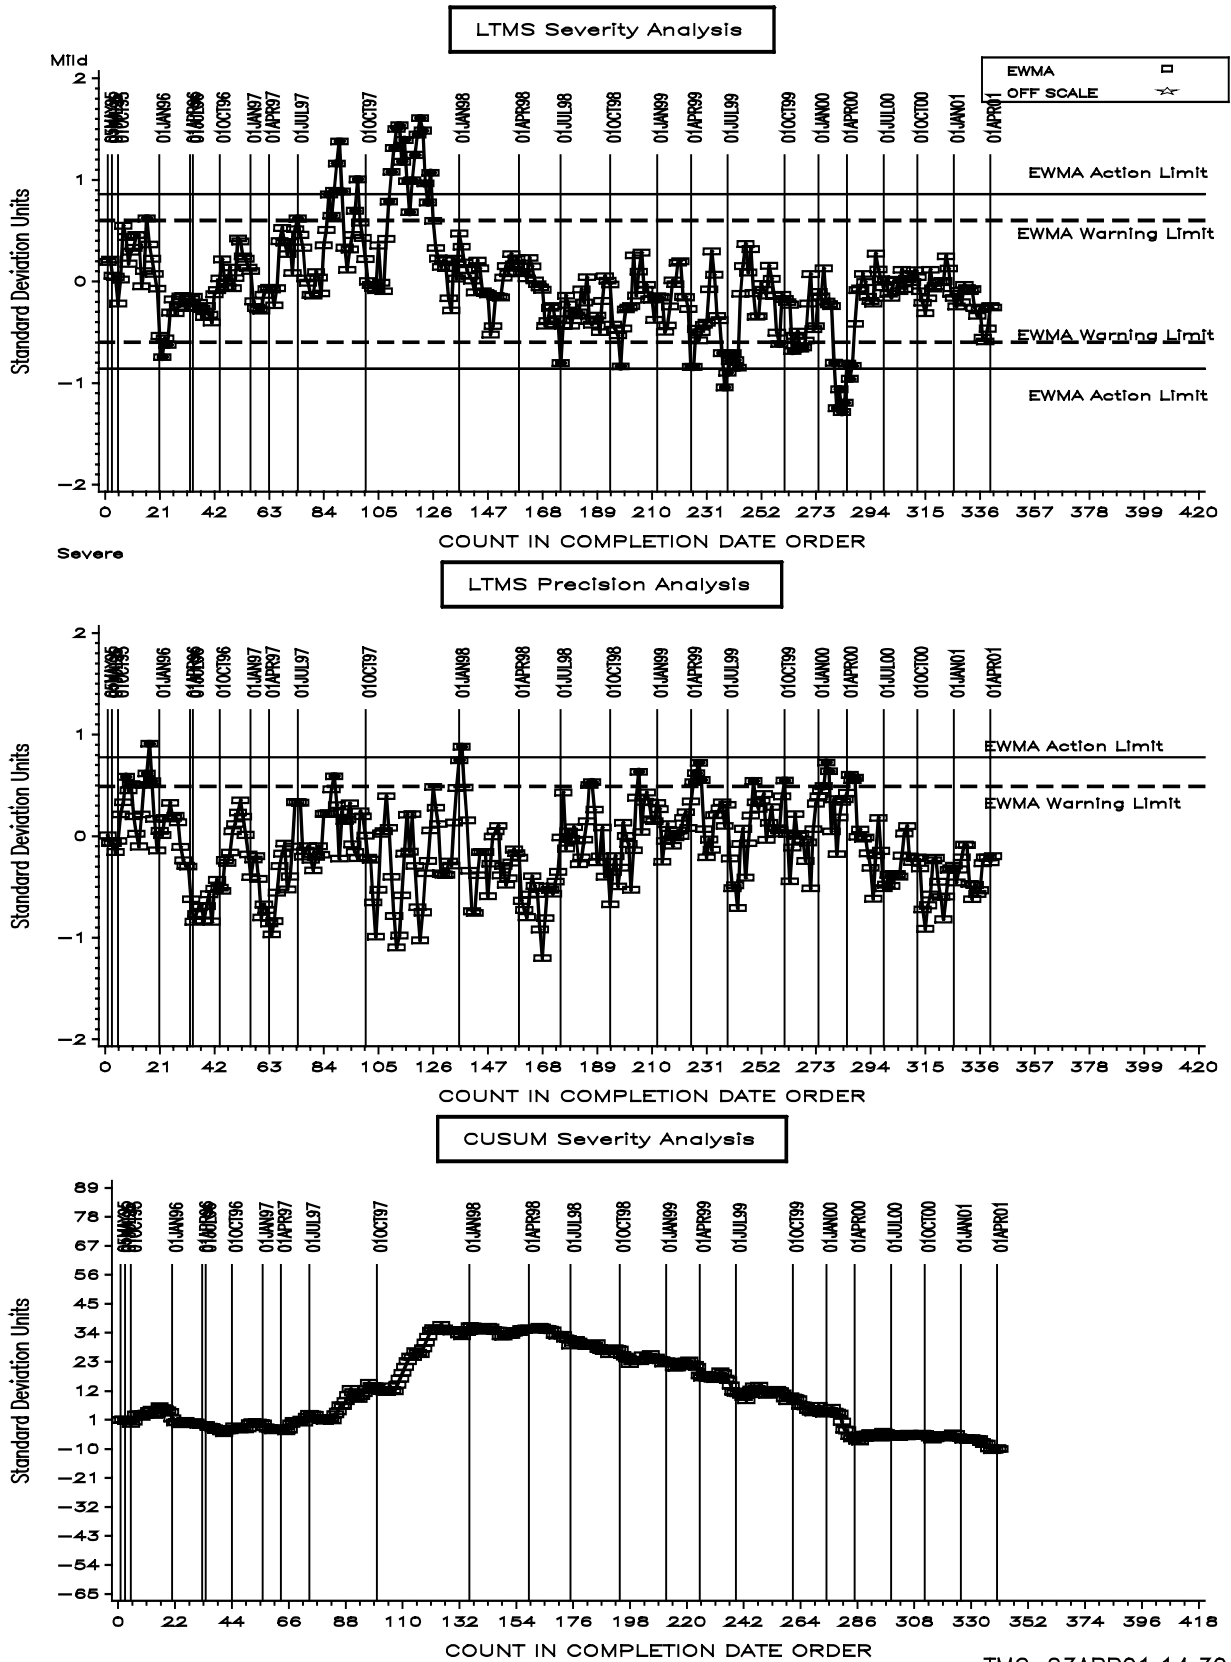 LTMS Severity Analysis
Mild
EWMA
OFF SCALE
2
1
0
−1
−2
Standard Deviation Units
01OCT95
01JAN96
01OCT96
01JAN97
01APR97
01JUL97
01OCT97
01JAN98
01APR98
01JUL98
01OCT98
01JAN99
01APR99
01JUL99
01OCT99
01JAN00
01APR00
01JUL00
01OCT00
01JAN01
01APR01
EWMA Action Limit
EWMA Warning Limit
EWMA Warning Limit
EWMA Action Limit
0 21 42 63 84 105 126 147 168 189 210 231 252 273 294 315 336 357 378 399 420
COUNT IN COMPLETION DATE ORDER
Severe
LTMS Precision Analysis
2
1
0
−1
−2
Standard Deviation Units
01JAN96
01OCT96
01JAN97
01APR97
01JUL97
01OCT97
01JAN98
01APR98
01JUL98
01OCT98
01JAN99
01APR99
01JUL99
01OCT99
01JAN00
01APR00
01JUL00
01OCT00
01JAN01
01APR01
EWMA Action Limit
EWMA Warning Limit
0 21 42 63 84 105 126 147 168 189 210 231 252 273 294 315 336 357 378 399 420
COUNT IN COMPLETION DATE ORDER
CUSUM Severity Analysis
89
78
67
56
45
34
23
12
1
−10
−21
−32
−43
−54
−65
Standard Deviation Units
01JAN96
01OCT96
01JAN97
01APR97
01JUL97
01OCT97
01JAN98
01APR98
01JUL98
01OCT98
01JAN99
01APR99
01JUL99
01OCT99
01JAN00
01APR00
01JUL00
01OCT00
01JAN01
01APR01
0 22 44 66 88 110 132 154 176 198 220 242 264 286 308 330 352 374 396 418
COUNT IN COMPLETION DATE ORDER